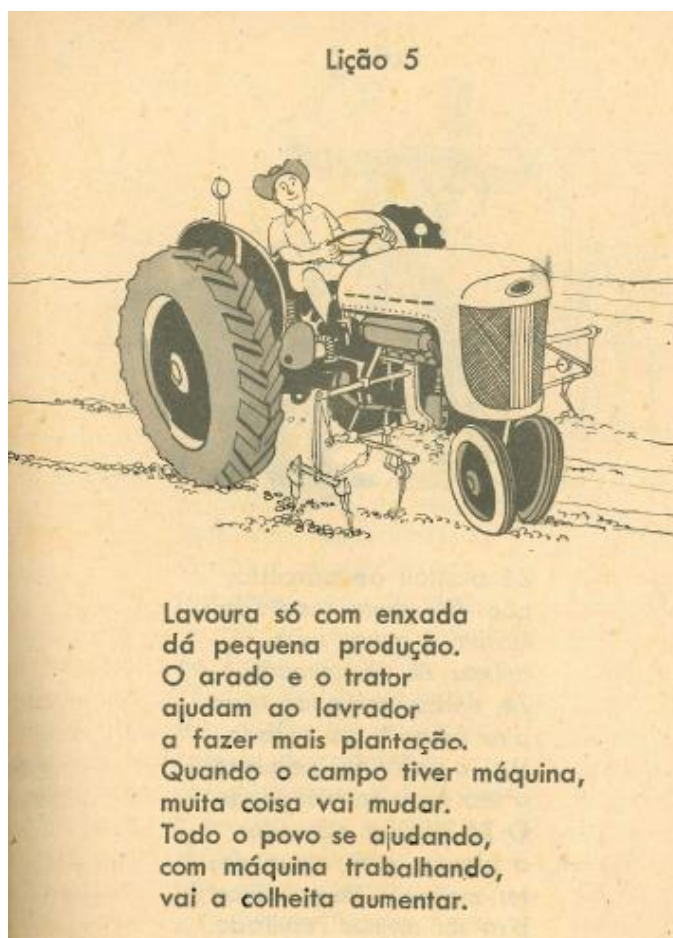 Lição 5
Lavoura só com enxada
dá pequena produção.
O arado e o trator
ajudam ao lavrador
a fazer mais plantação.
Quando o campo tiver máquina,
muita coisa vai mudar.
Todo o povo se ajudando,
com máquina trabalhando,
vai a colheita aumentar.